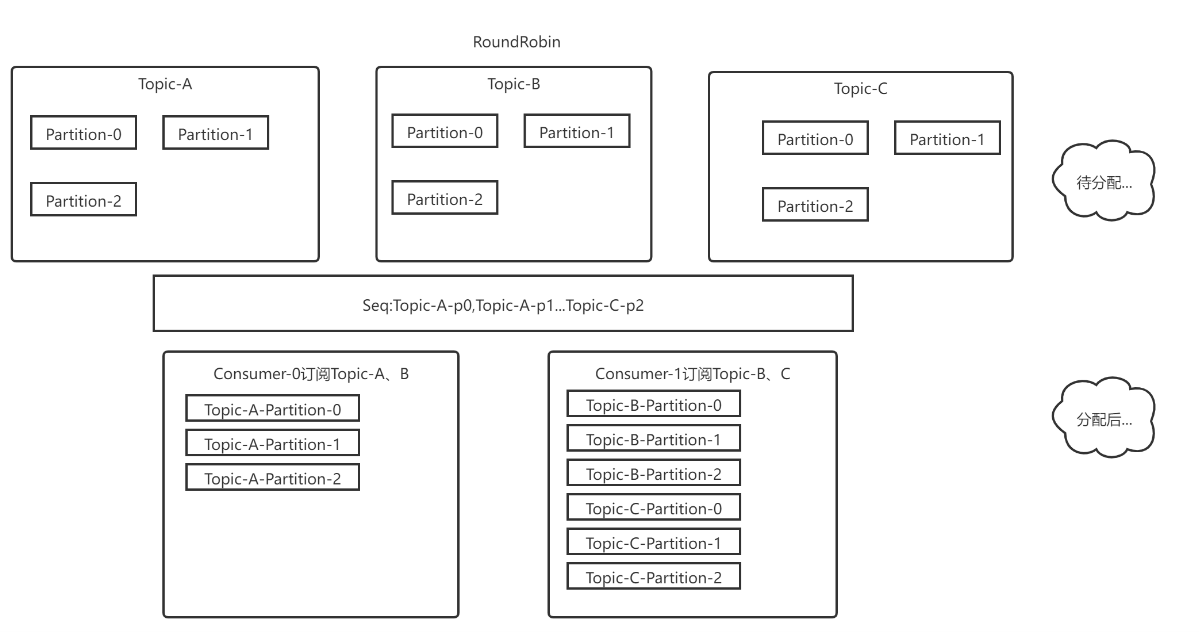 RoundRobin
Topic-A
Partition-0
Partition-1
Partition-2
Topic-B
Partition-0
Partition-1
Partition-2
Topic-C
Partition-0
Partition-1
Partition-2
待分配...
Seq:Topic-A-p0,Topic-A-p1...Topic-C-p2
Consumer-0订阅Topic-A、B
Topic-A-Partition-0
Topic-A-Partition-1
Topic-A-Partition-2
Consumer-1订阅Topic-B、C
Topic-B-Partition-0
Topic-B-Partition-1
Topic-B-Partition-2
Topic-C-Partition-0
Topic-C-Partition-1
Topic-C-Partition-2
分配后...